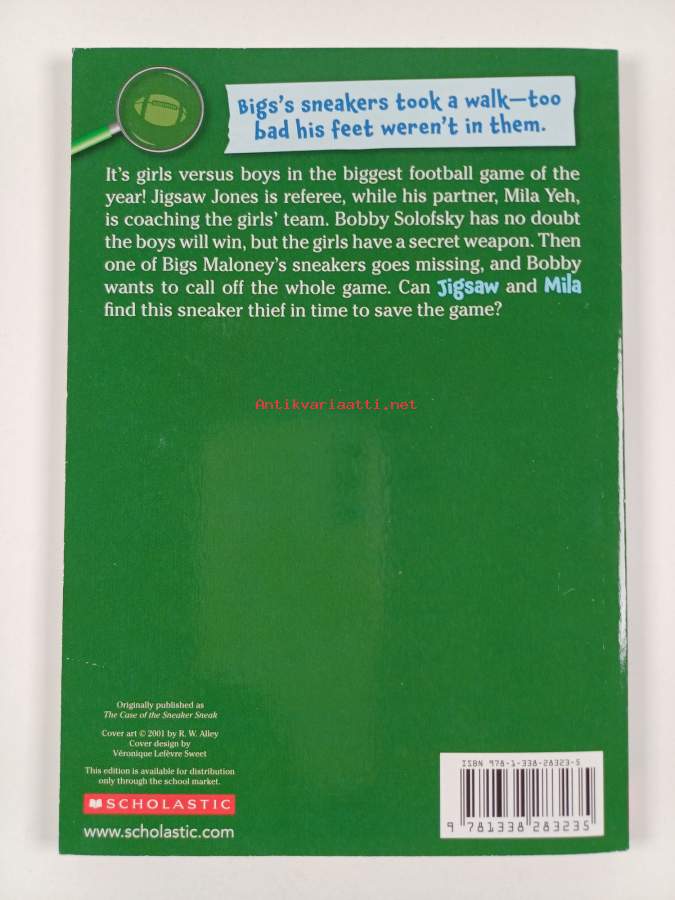 Bigs's sneakers took a walk—too
bad his feet weren't in them.
It's girls versus boys in the biggest football game of the
year! Jigsaw Jones is referee, while his partner, Mila Yeh,
is coaching the girls' team. Bobby Solofsky has no doubt
the boys will win, but the girls have a secret weapon. Then
one of Bigs Maloney's sneakers goes missing, and Bobby
wants to call off the whole game. Can Jigsaw and Mila
find this sneaker thief in time to save the game?
Antikvariaatti.net
Originally published as
The Case of the Sneaker Sneak
Cover art © 2001 by R. W. Alley
Cover design by
Véronique Lefèvre Sweet
This edition is available for distribution
only through the school market.
SCHOLASTIC
www.scholastic.com
ISBN 978-1-338-28323-5
9 781338 283235